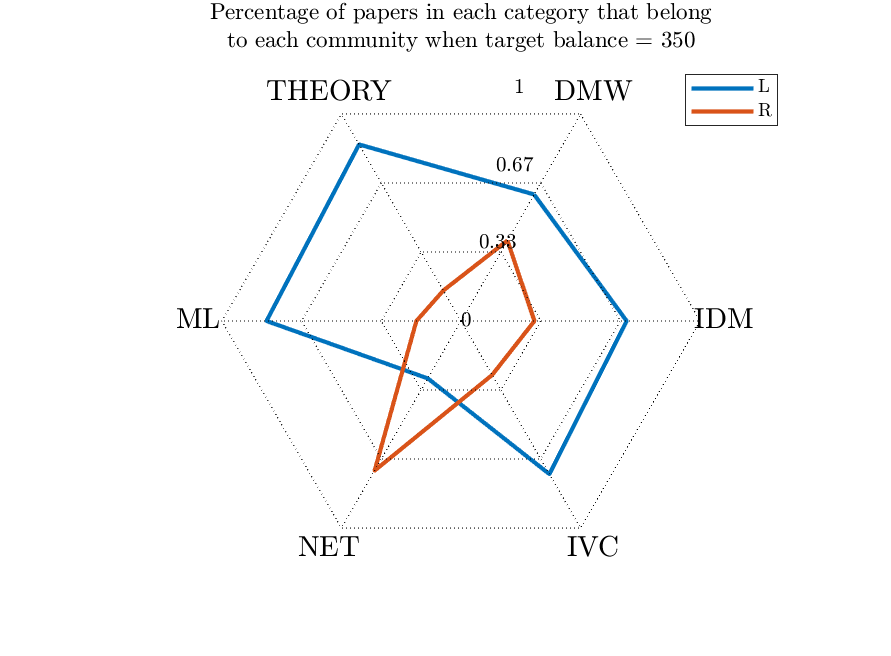 Percentage of papers in each category that belong
to each community when target balance = 350
THEORY
1
DMW
L
R
0.67
0.33
ML
0
IDM
NET
IVC